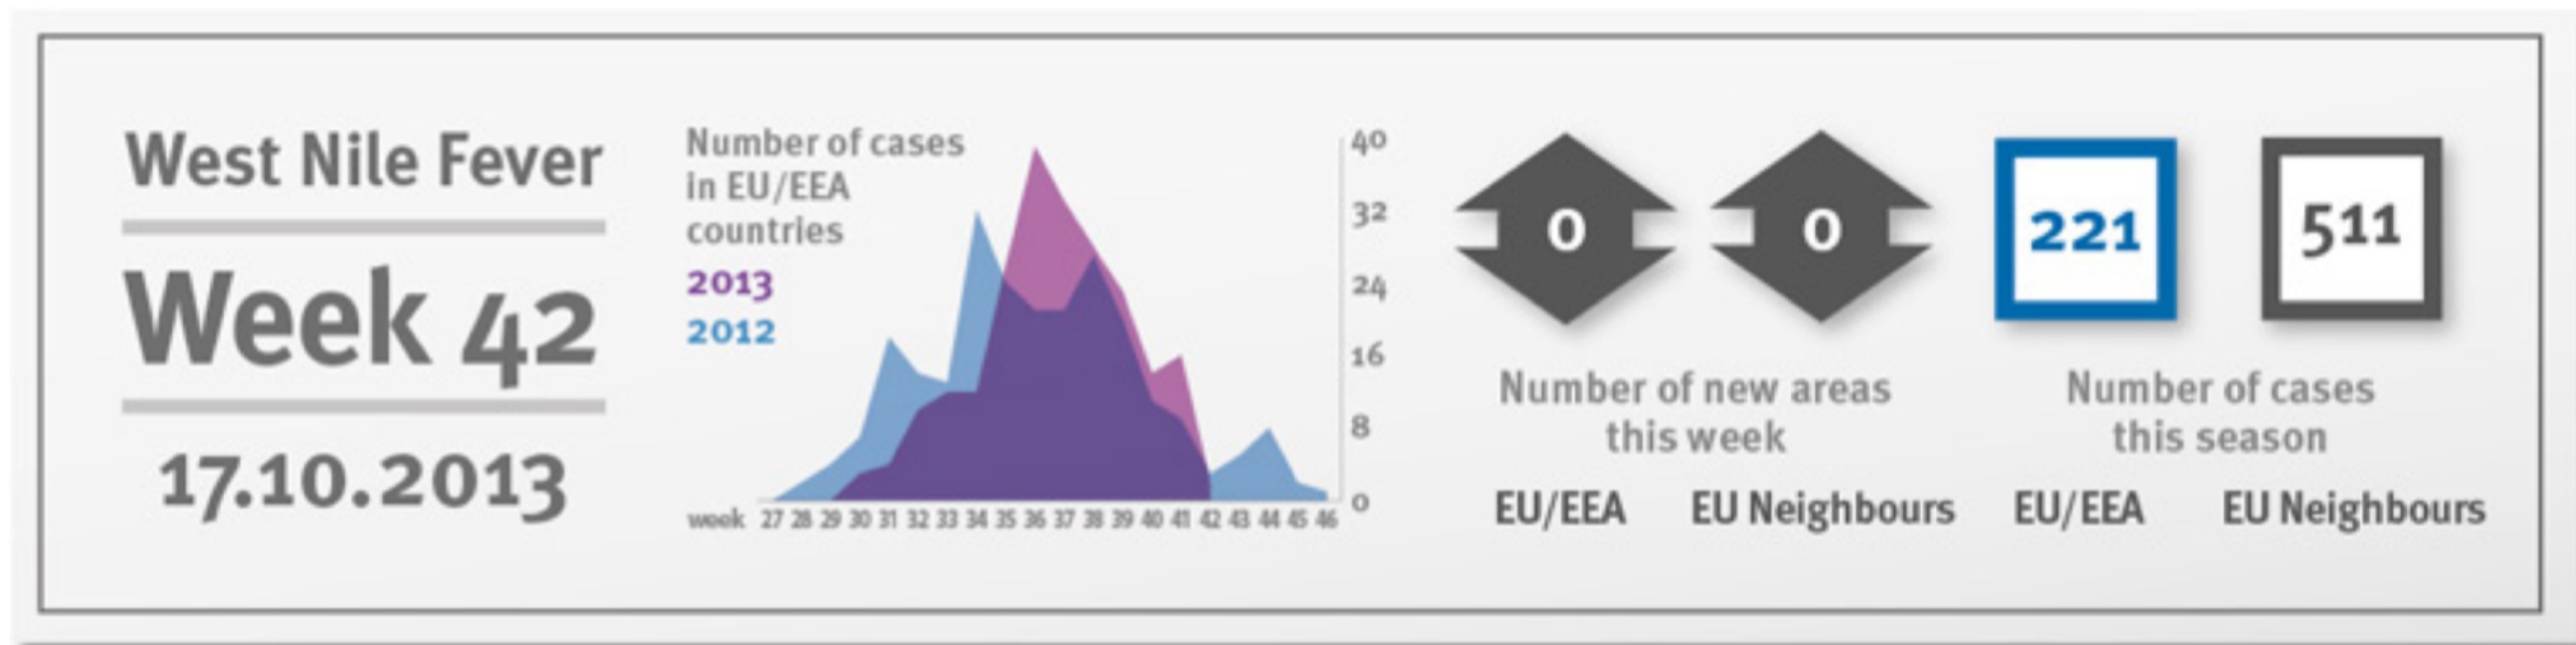 West Nile Fever
Week 42
17.10.2013
Number of cases
in EU/EEA
countries
2013
2012
40
32
24
16
8
0
week 27 28 29 30 31 32 33 34 35 36 37 38 39 40 41 42 43 44 45 46
0 0
Number of new areas
this week
EU/EEA EU Neighbours
221 511
Number of cases
this season
EU/EEA EU Neighbours